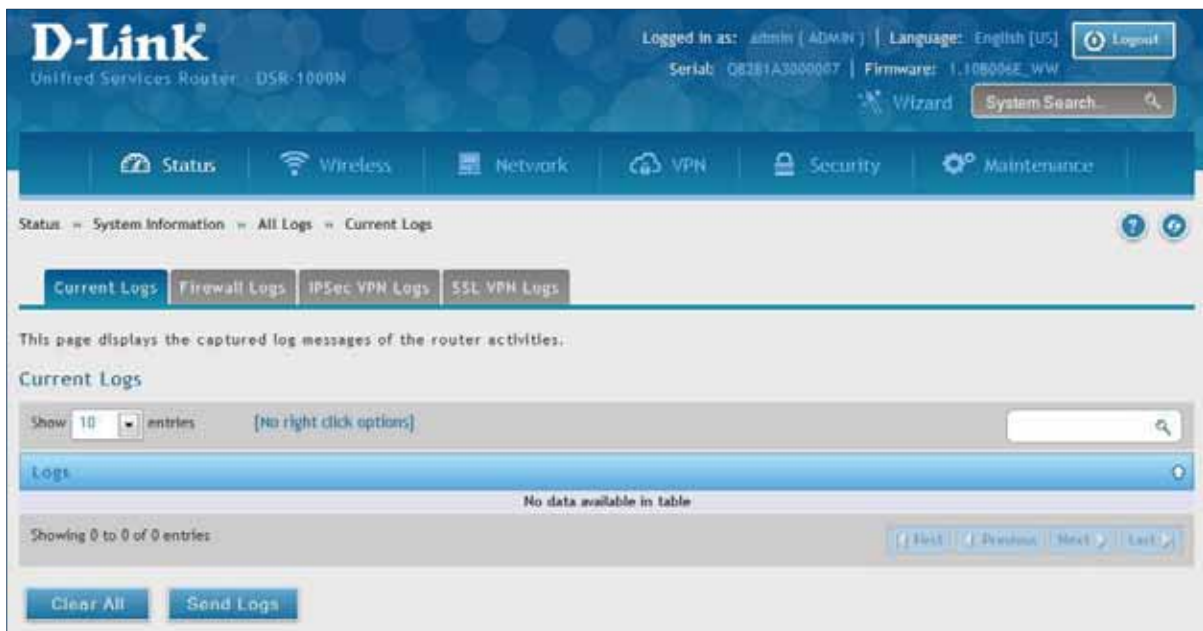 D-Link
Unified Services Router - DSR-1000N
Logged in as: admin ( ADMIN ) | Language: English [US]
Logout
Serial: | Firmware: 1.10B006E_WW
Wizard
System Search...
Status
Wireless
Network
VPN
Security
Maintenance
Status » System Information » All Logs » Current Logs
Current Logs
Firewall Logs
IPSec VPN Logs
SSL VPN Logs
This page displays the captured log messages of the router activities.
Current Logs
Show 10 entries [No right click options]
Logs
No data available in table
Showing 0 to 0 of 0 entries
First
Previous
Next
Last
Clear All
Send Logs